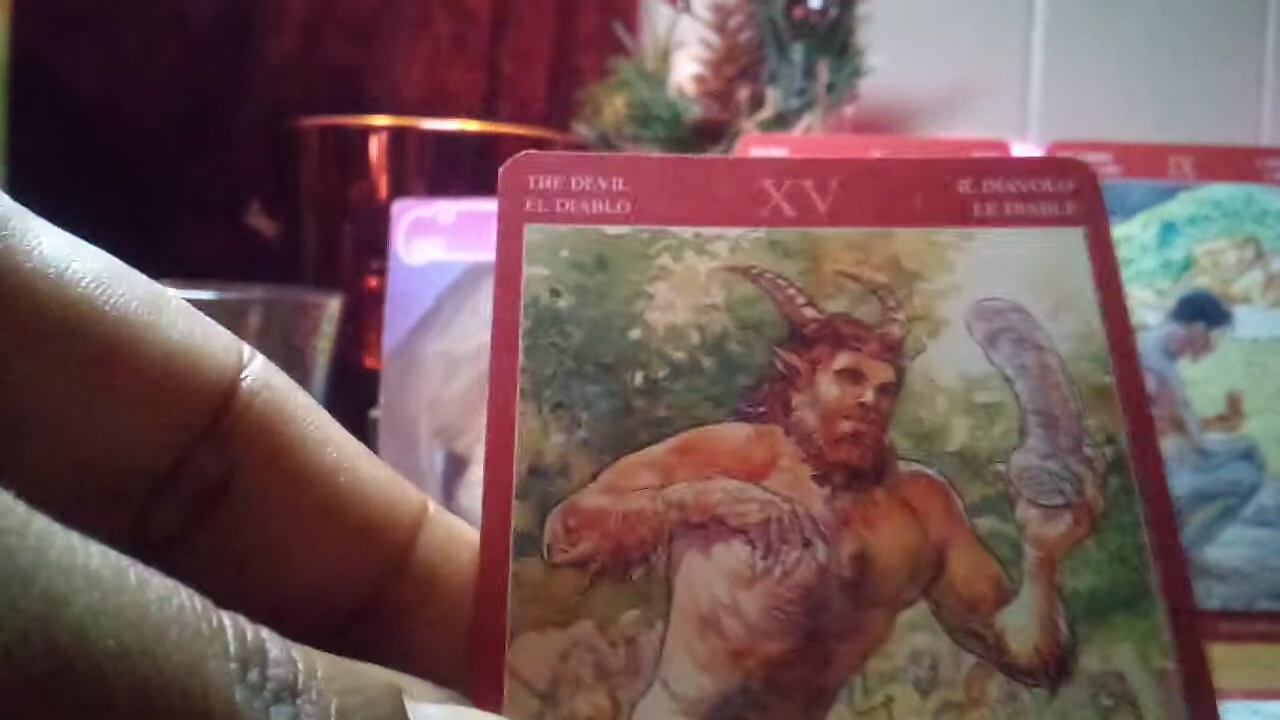 THE DEVIL
EL DIABLO
XV
IL DIAVOLO
LE DIABLE
IX